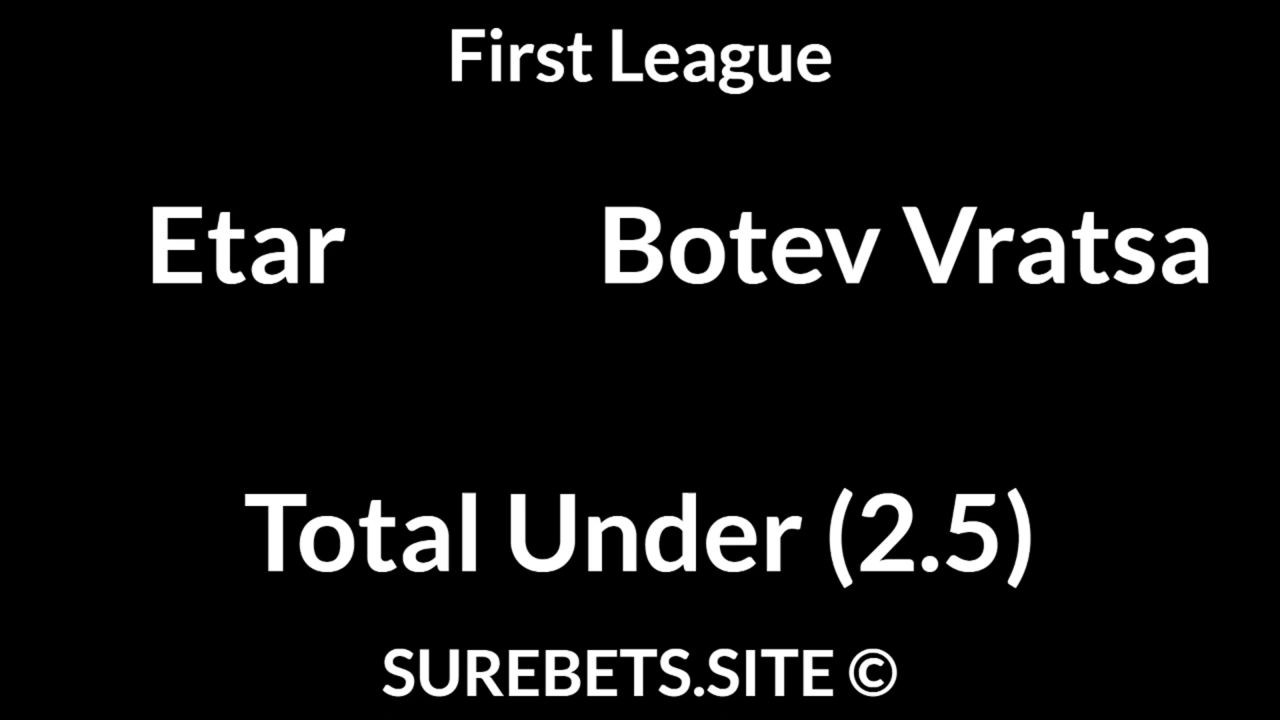 First League
Etar Botev Vratsa
Total Under (2.5)
SUREBETS.SITE ©